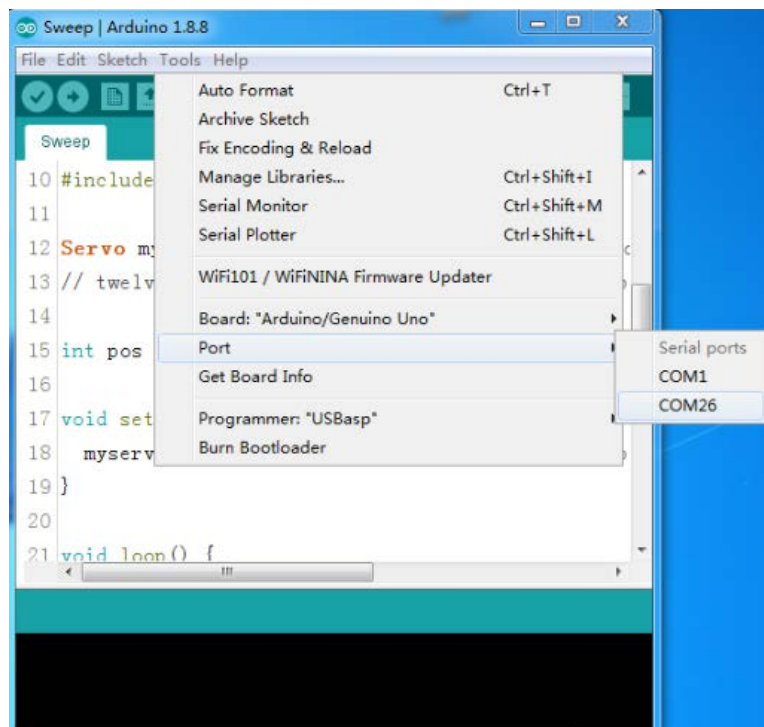 Sweep | Arduino 1.8.8
File Edit Sketch Tools Help
Auto Format Ctrl+T
Archive Sketch
Fix Encoding & Reload
Manage Libraries... Ctrl+Shift+I
Serial Monitor Ctrl+Shift+M
Serial Plotter Ctrl+Shift+L
WiFi101 / WiFiNINA Firmware Updater
Board: "Arduino/Genuino Uno"
Port
Get Board Info
Programmer: "USBasp"
Burn Bootloader
Serial ports
COM1
COM26
Sweep
10 #include
11
12 Servo my
13 // twelv
14
15 int pos
16
17 void set
18 myserv
19 }
20
21 void loop() {